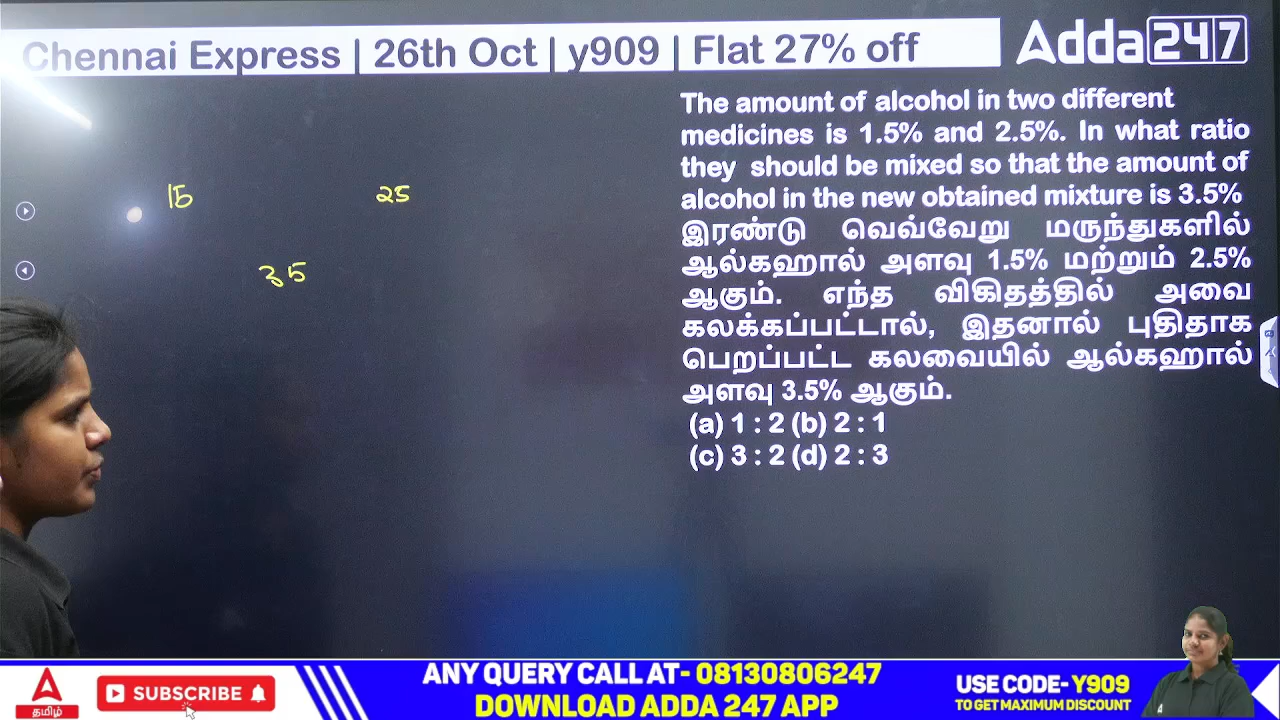 Chennai Express | 26th Oct | y909 | Flat 27% off
Adda247
The amount of alcohol in two different
medicines is 1.5% and 2.5%. In what ratio
they should be mixed so that the amount of
alcohol in the new obtained mixture is 3.5%
இரண்டு வெவ்வேறு மருந்துகளில்
ஆல்கஹால் அளவு 1.5% மற்றும் 2.5%
ஆகும். எந்த விகிதத்தில் அவை
கலக்கப்பட்டால், இதனால் புதிதாக
பெறப்பட்ட கலவையில் ஆல்கஹால்
அளவு 3.5% ஆகும்.
(a) 1 : 2 (b) 2 : 1
(c) 3 : 2 (d) 2 : 3
15 25
35
தமிழ்
SUBSCRIBE
ANY QUERY CALL AT- 08130806247
DOWNLOAD ADDA 247 APP
USE CODE- Y909
TO GET MAXIMUM DISCOUNT